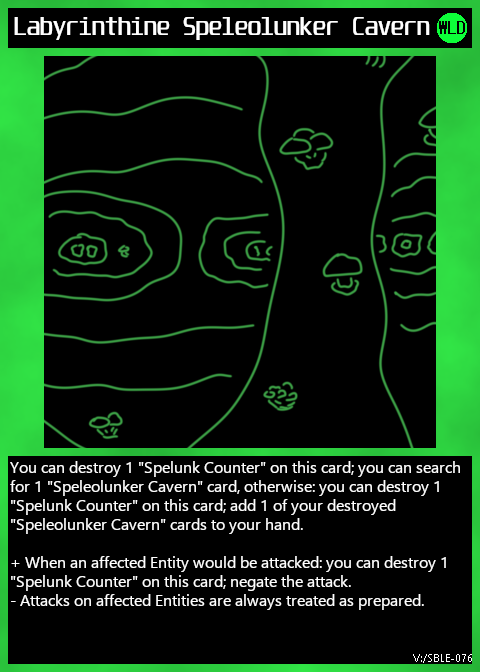 Labyrinthine Speleolunker Cavern WLD
You can destroy 1 "Spelunk Counter" on this card; you can search
for 1 "Speleolunker Cavern" card, otherwise: you can destroy 1
"Spelunk Counter" on this card; add 1 of your destroyed
"Speleolunker Cavern" cards to your hand.
+ When an affected Entity would be attacked: you can destroy 1
"Spelunk Counter" on this card; negate the attack.
- Attacks on affected Entities are always treated as prepared.
V:/SBLE-076